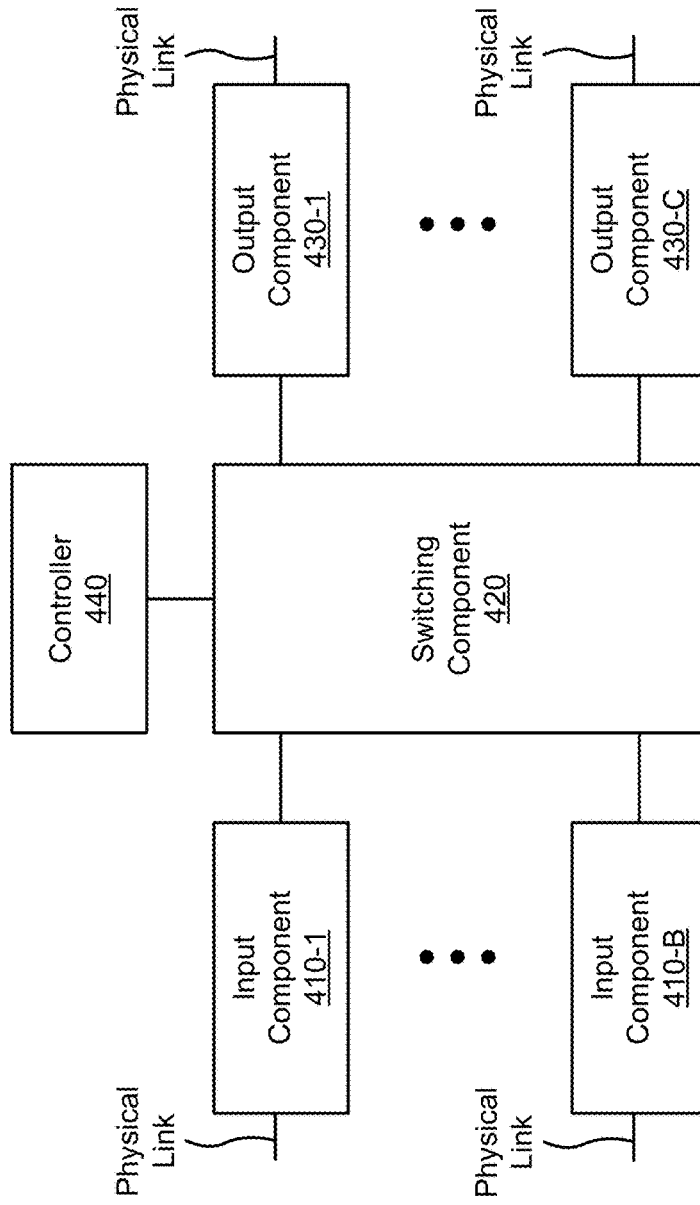 Controller
440
Physical
Link
Input
Component
410-1
Switching
Component
420
Output
Component
430-1
Physical
Link
Physical
Link
Input
Component
410-B
Output
Component
430-C
Physical
Link